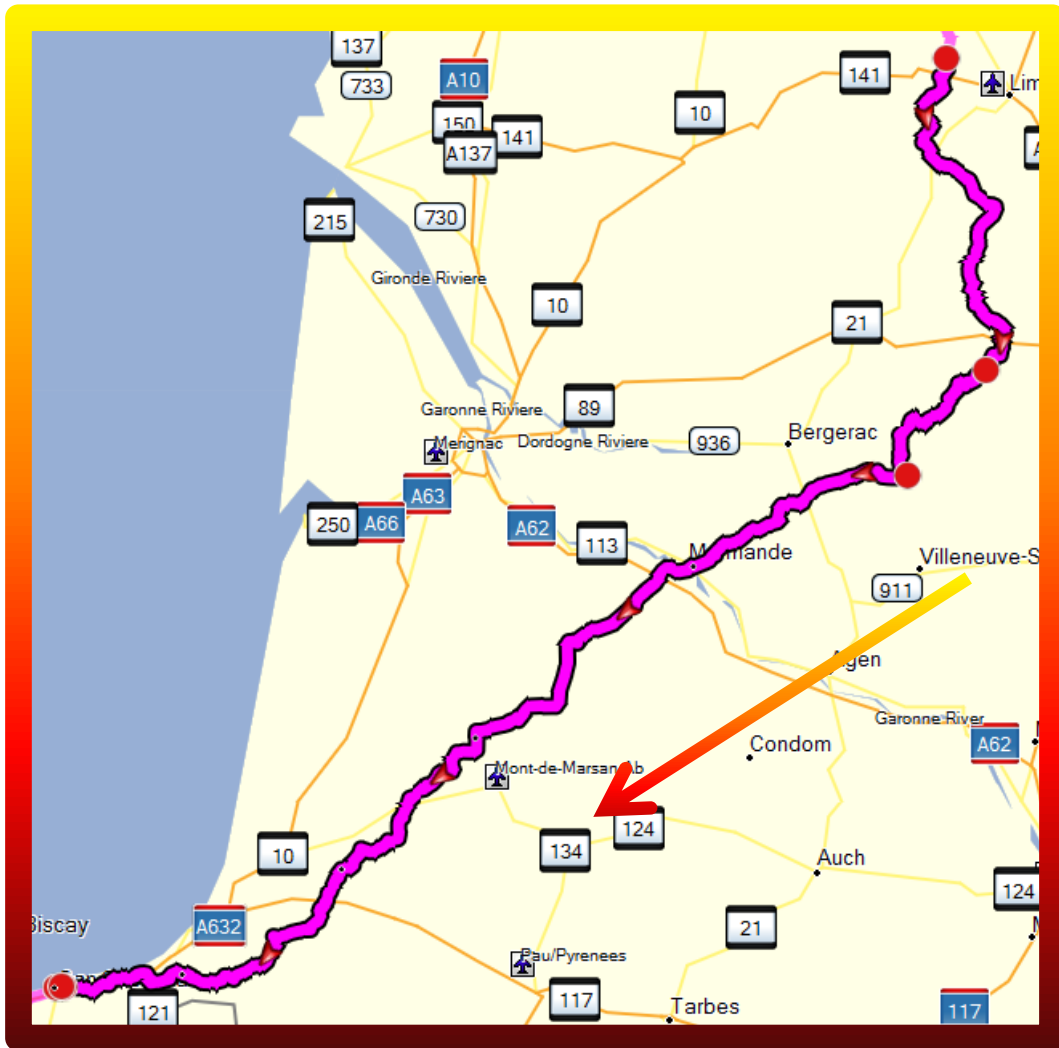 137
733
A10
141
Lim
150
141
10
A137
A
215
730
Gironde Riviere
10
21
Garonne Riviere
89
Merignac
Dordogne Riviere
936
Bergerac
A63
250
A66
A62
113
Villeneuve-S
911
Agen
Garonne River
A62
Condom
Mont-de-Marsan Ab
124
134
10
Auch
124
Biscay
A632
21
Pau/Pyrenees
117
117
121
Tarbes